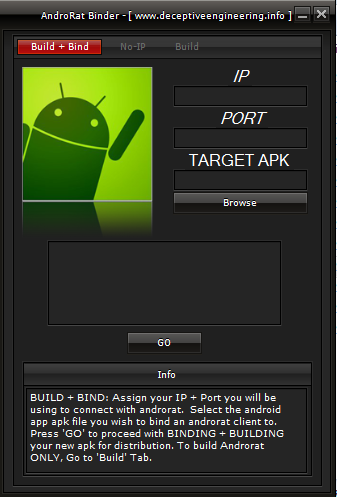 AndroRat Binder - [ www.deceptiveengineering.info ]
Build + Bind No-IP Build
IP
PORT
TARGET APK
Browse
GO
Info
BUILD + BIND: Assign your IP + Port you will be
using to connect with androrat. Select the android
app apk file you wish to bind an androrat client to.
Press 'GO' to proceed with BINDING + BUILDING
your new apk for distribution. To build Androrat
ONLY, Go to 'Build' Tab.